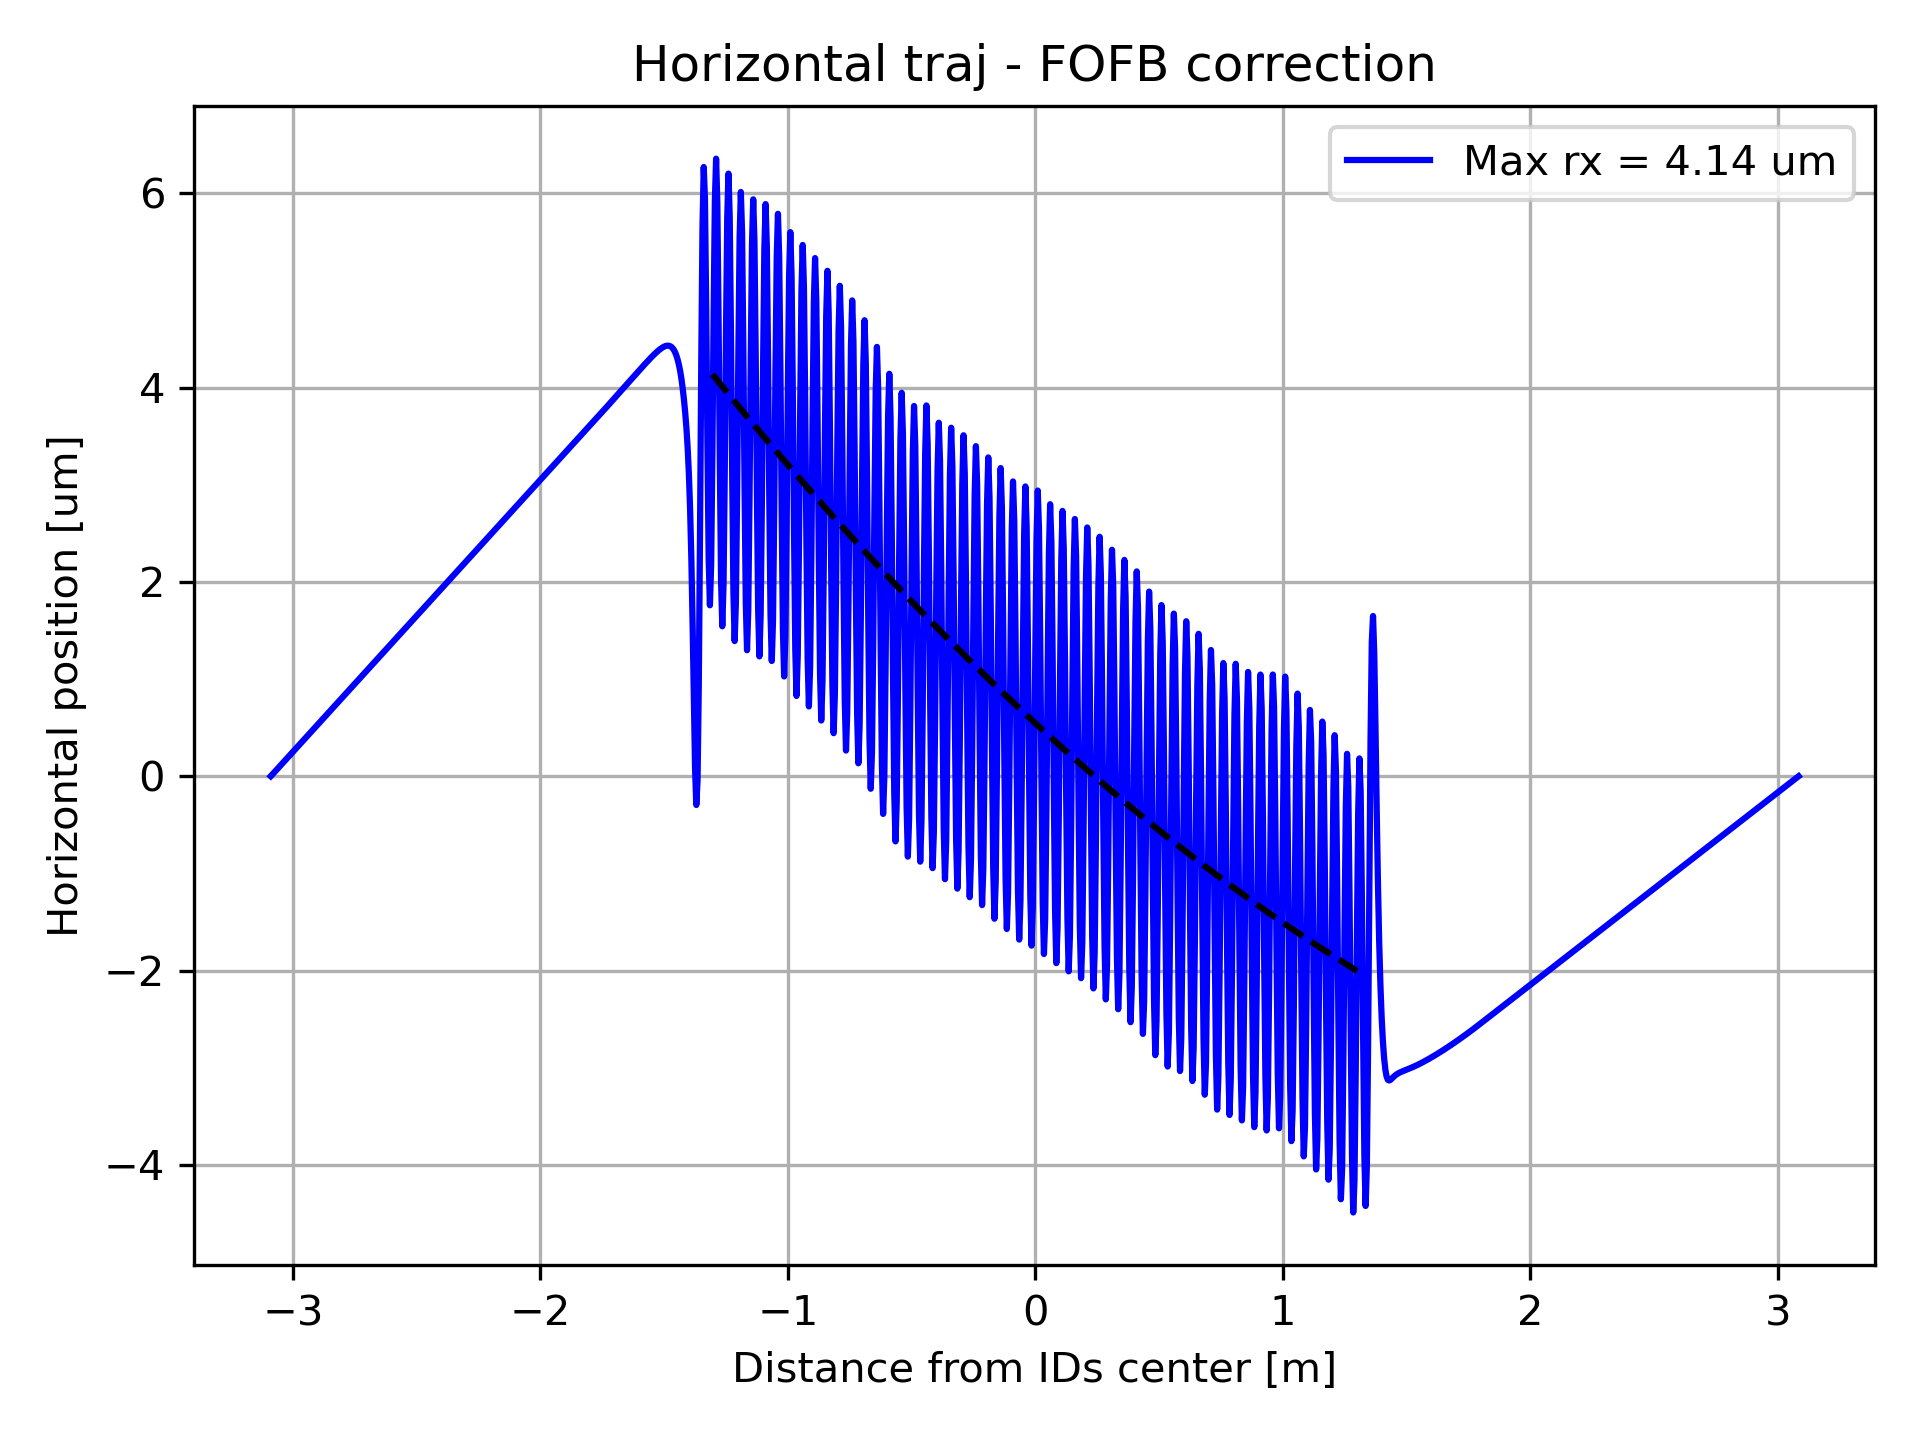 Horizontal traj - FOFB correction
Max rx = 4.14 um
Horizontal position [um]
6
4
2
0
−2
−4
−3 −2 −1 0 1 2 3
Distance from IDs center [m]